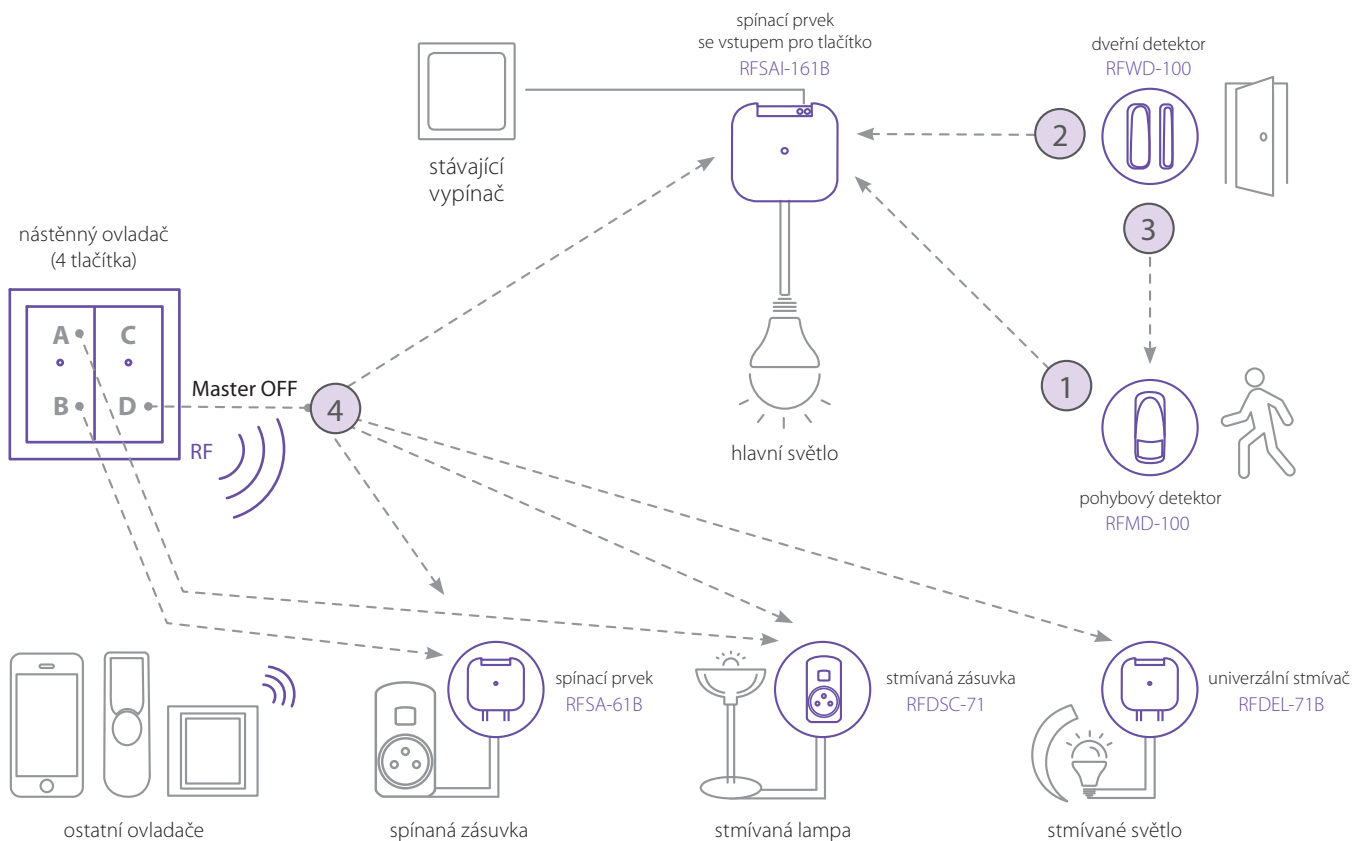 spínací prvek
se vstupem pro tlačítko
RFSAI-161B
dveřní detektor
RFWD-100
2
stávající
vypínač
3
nástěnný ovladač
(4 tlačítka)
A
C
B
D
Master OFF
4
1
RF
hlavní světlo
pohybový detektor
RFMD-100
spínací prvek
RFSA-61B
stmívaná zásuvka
RFDSC-71
univerzální stmívač
RFDEL-71B
ostatní ovladače
spínaná zásuvka
stmívaná lampa
stmívané světlo